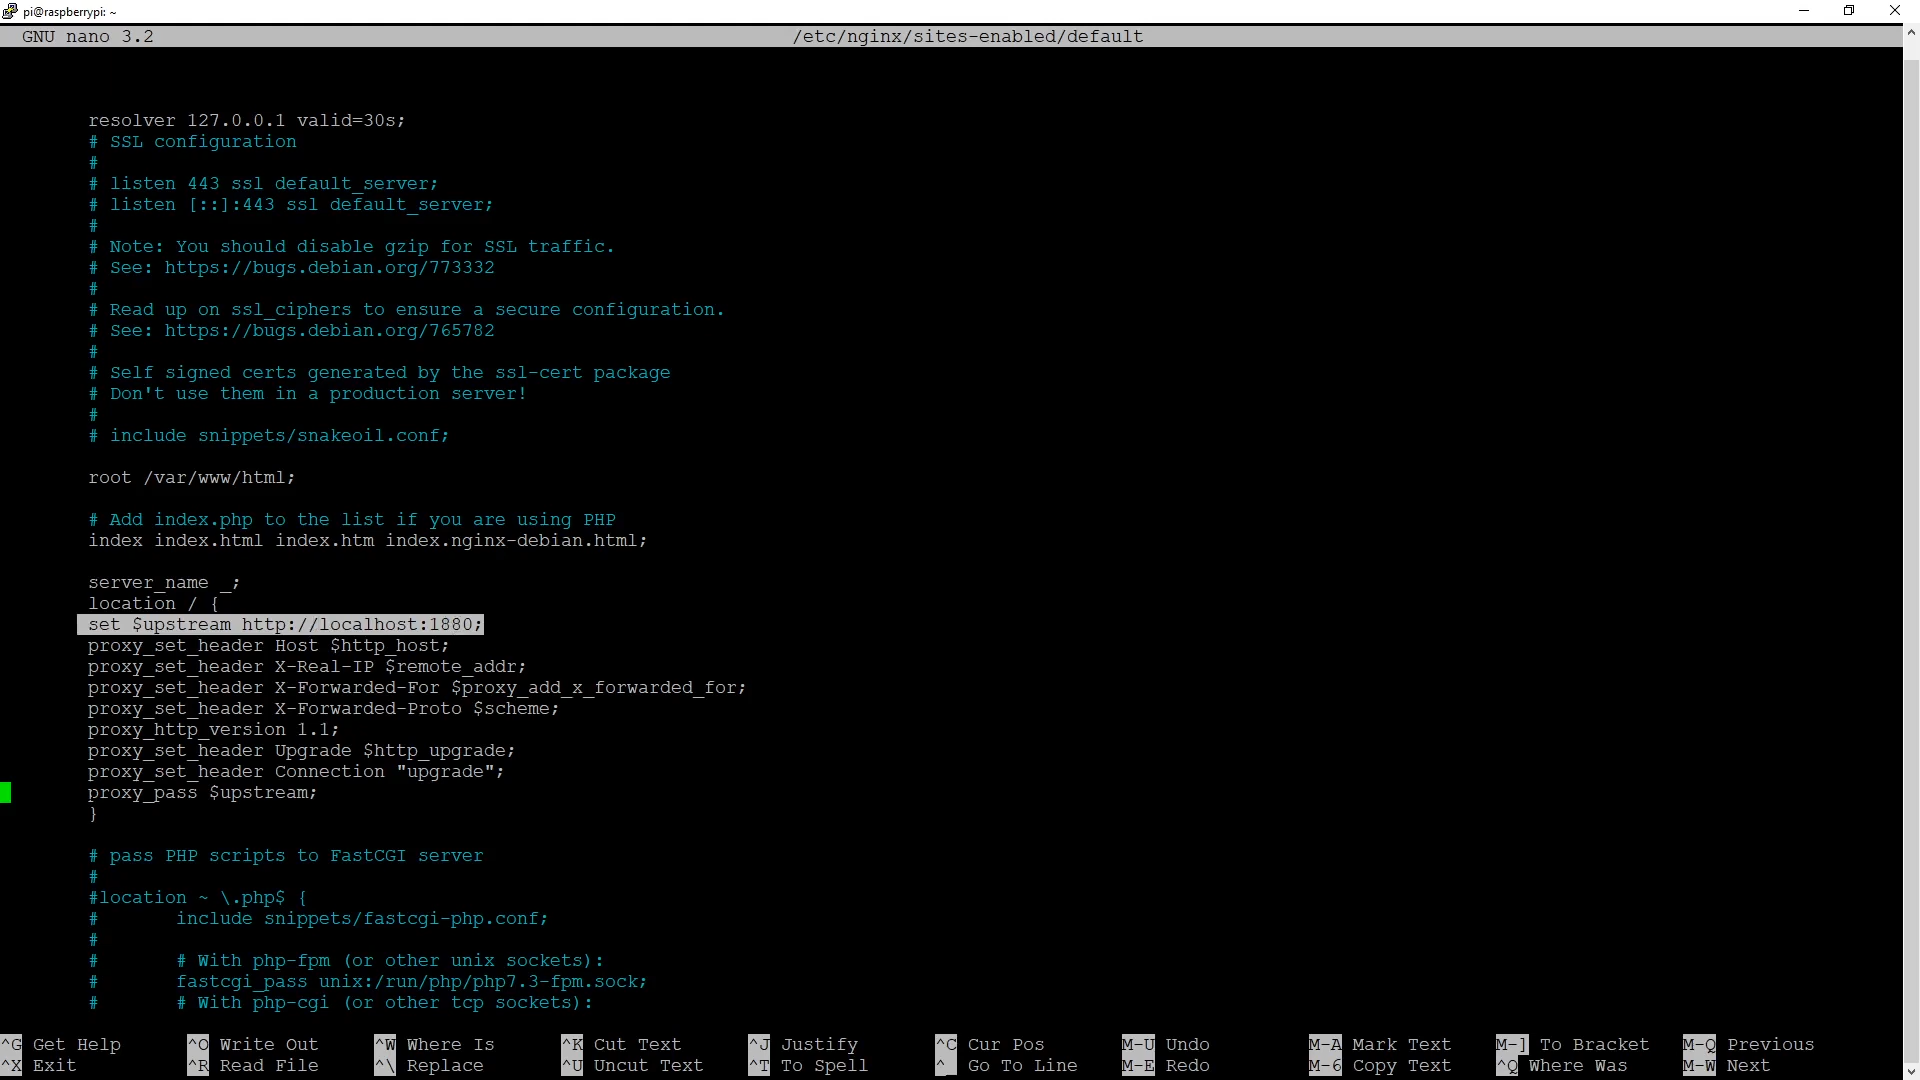 pi@raspberrypi: ~
GNU nano 3.2 /etc/nginx/sites-enabled/default
resolver 127.0.0.1 valid=30s;
# SSL configuration
#
# listen 443 ssl default_server;
# listen [::]:443 ssl default_server;
#
# Note: You should disable gzip for SSL traffic.
# See: https://bugs.debian.org/773332
#
# Read up on ssl_ciphers to ensure a secure configuration.
# See: https://bugs.debian.org/765782
#
# Self signed certs generated by the ssl-cert package
# Don't use them in a production server!
#
# include snippets/snakeoil.conf;
root /var/www/html;
# Add index.php to the list if you are using PHP
index index.html index.htm index.nginx-debian.html;
server_name _;
location / {
set $upstream http://localhost:1880;
proxy_set_header Host $http_host;
proxy_set_header X-Real-IP $remote_addr;
proxy_set_header X-Forwarded-For $proxy_add_x_forwarded_for;
proxy_set_header X-Forwarded-Proto $scheme;
proxy_http_version 1.1;
proxy_set_header Upgrade $http_upgrade;
proxy_set_header Connection "upgrade";
proxy_pass $upstream;
}
# pass PHP scripts to FastCGI server
#
#location ~ \.php$ {
# include snippets/fastcgi-php.conf;
#
# # With php-fpm (or other unix sockets):
# fastcgi_pass unix:/run/php/php7.3-fpm.sock;
# # With php-cgi (or other tcp sockets):
^G Get Help ^O Write Out ^W Where Is ^K Cut Text ^J Justify ^C Cur Pos M-U Undo M-A Mark Text M-] To Bracket M-Q Previous
^X Exit ^R Read File ^\ Replace ^U Uncut Text ^T To Spell ^_ Go To Line M-E Redo M-6 Copy Text ^Q Where Was M-W Next